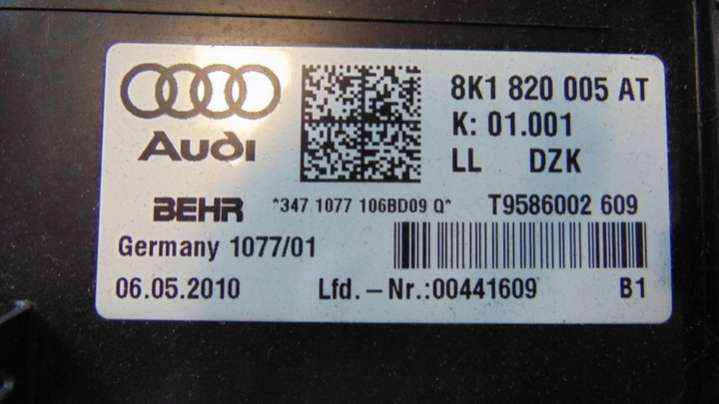 8K1 820 005 AT
K: 01.001
Audi
LL DZK
BEHR *347 1077 106BD09 Q* T9586002 609
Germany 1077/01
06.05.2010 Lfd.-Nr.:00441609 B1